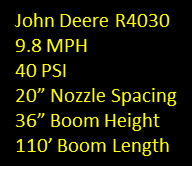 John Deere R4030
9.8 MPH
40 PSI
20” Nozzle Spacing
36” Boom Height
110’ Boom Length